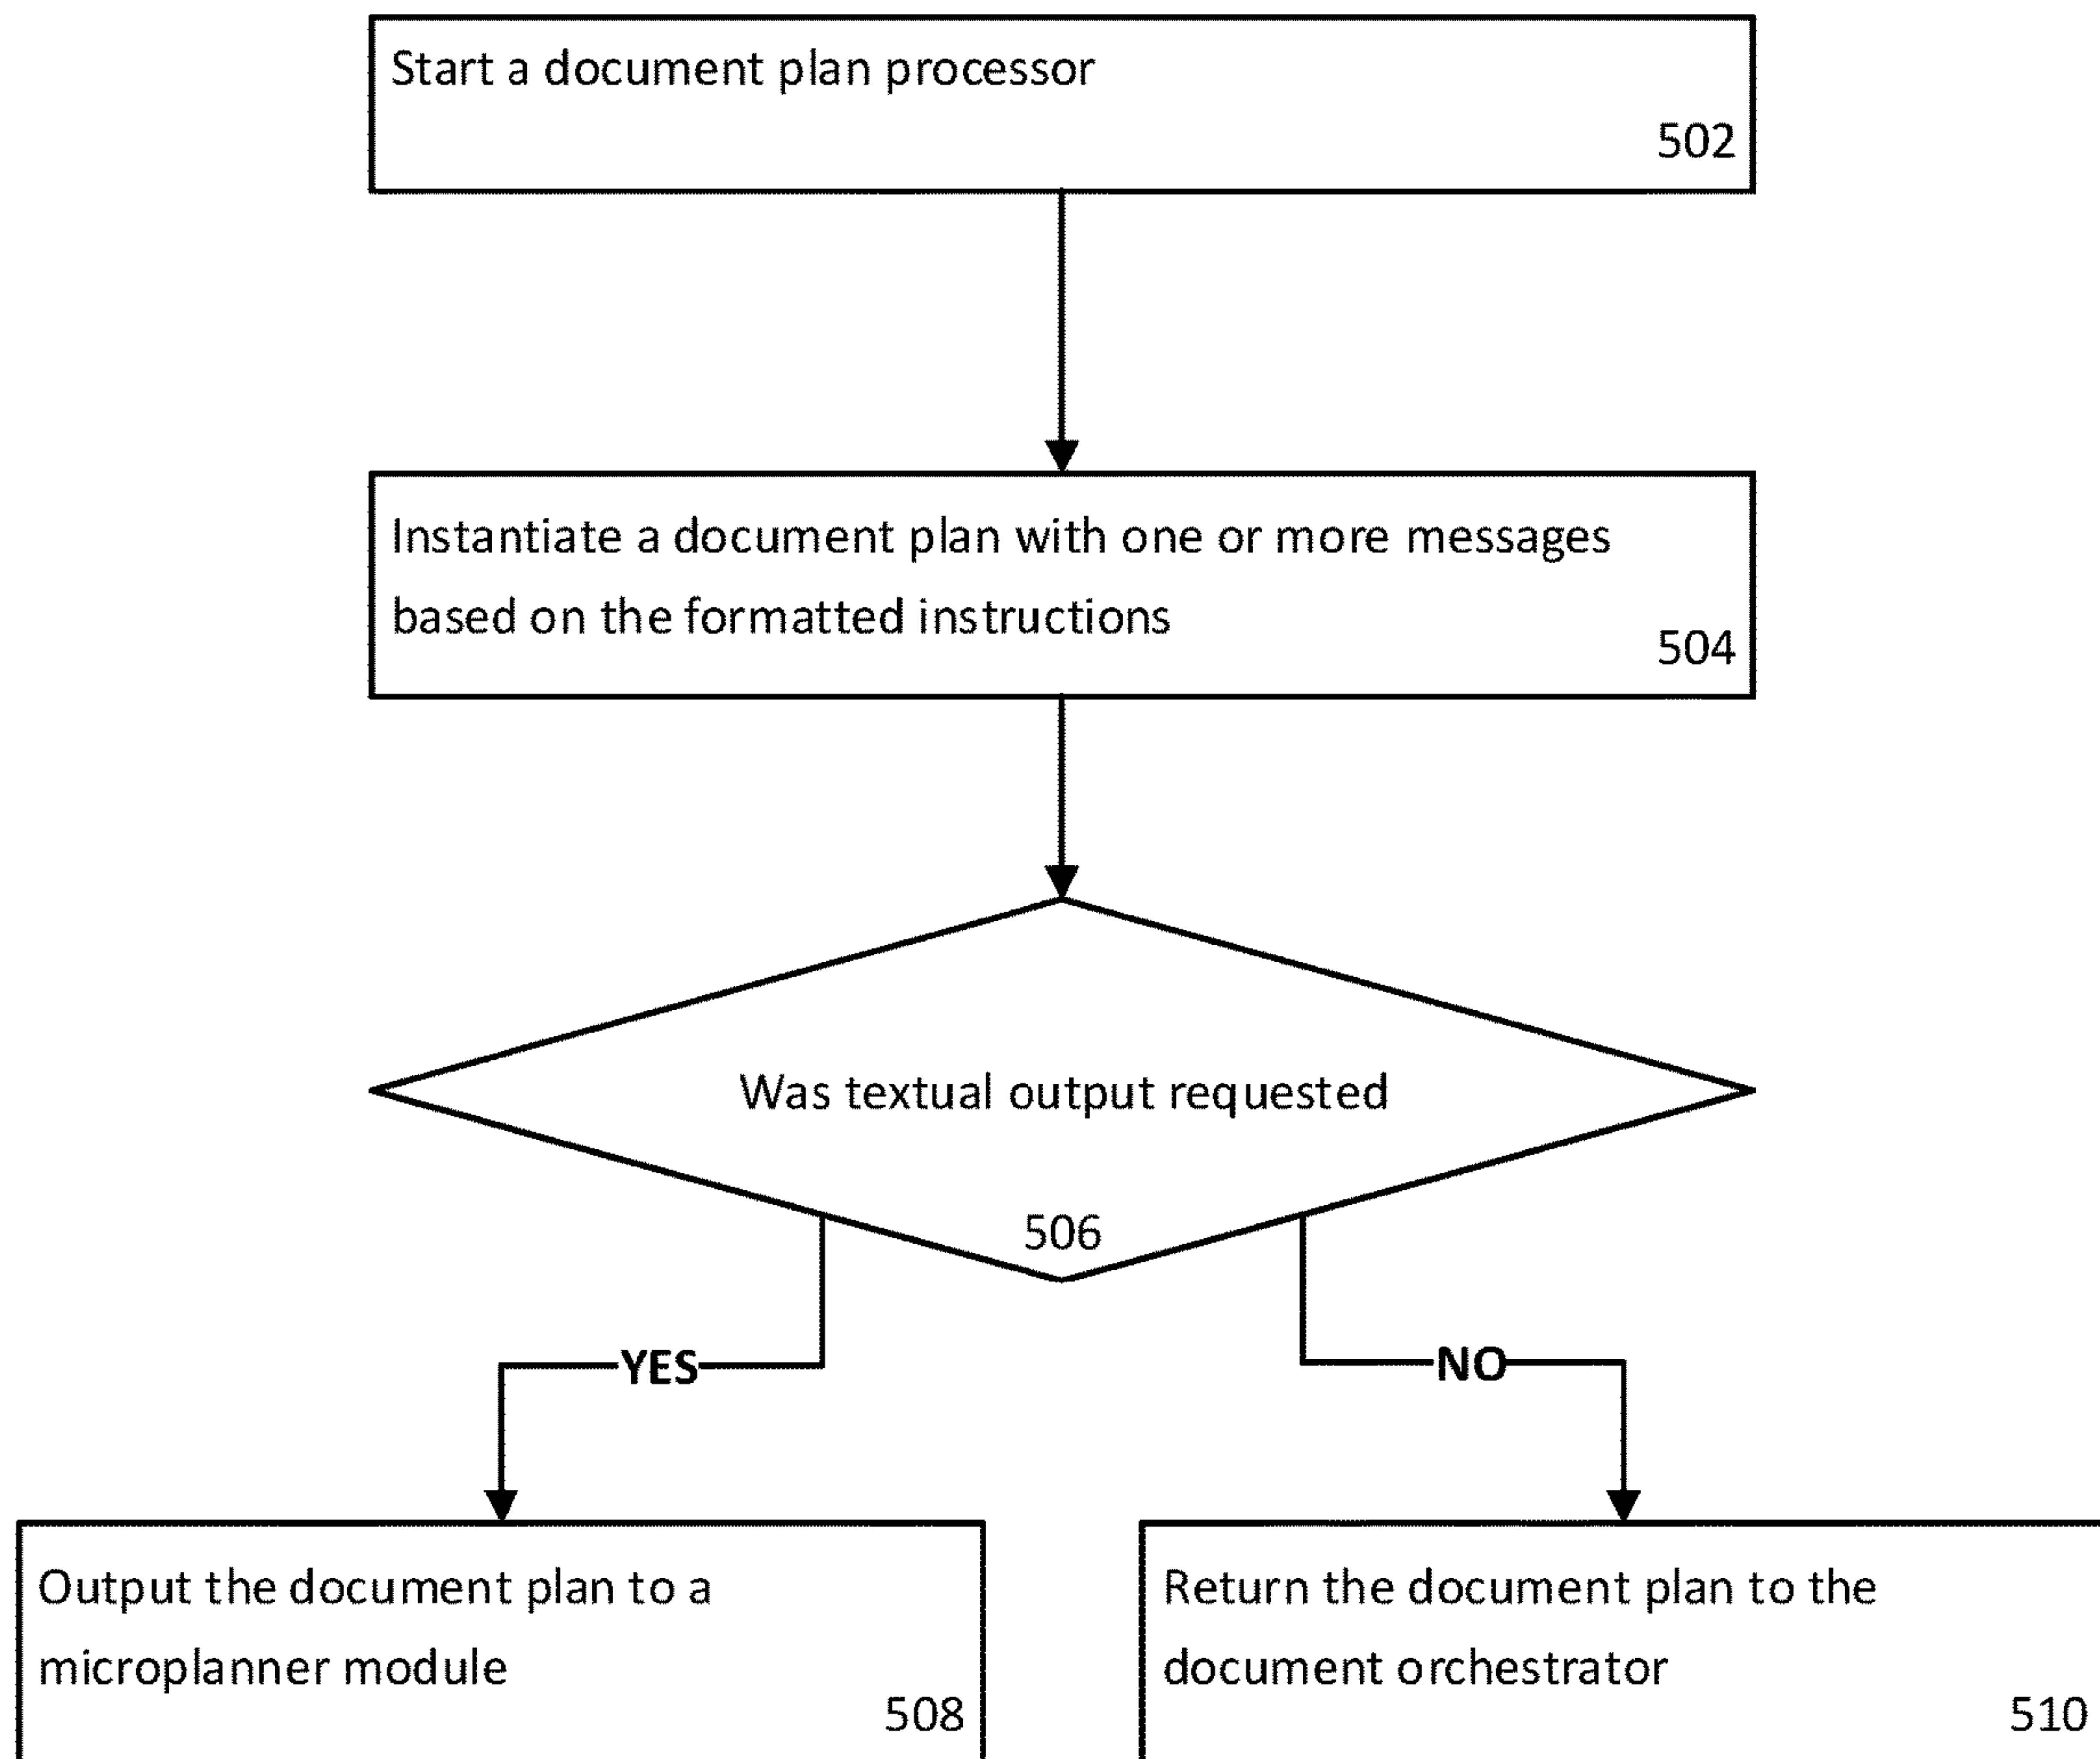 Start a document plan processor
502
Instantiate a document plan with one or more messages
based on the formatted instructions
504
Was textual output requested
506
YES
NO
Output the document plan to a
microplanner module
508
Return the document plan to the
document orchestrator
510